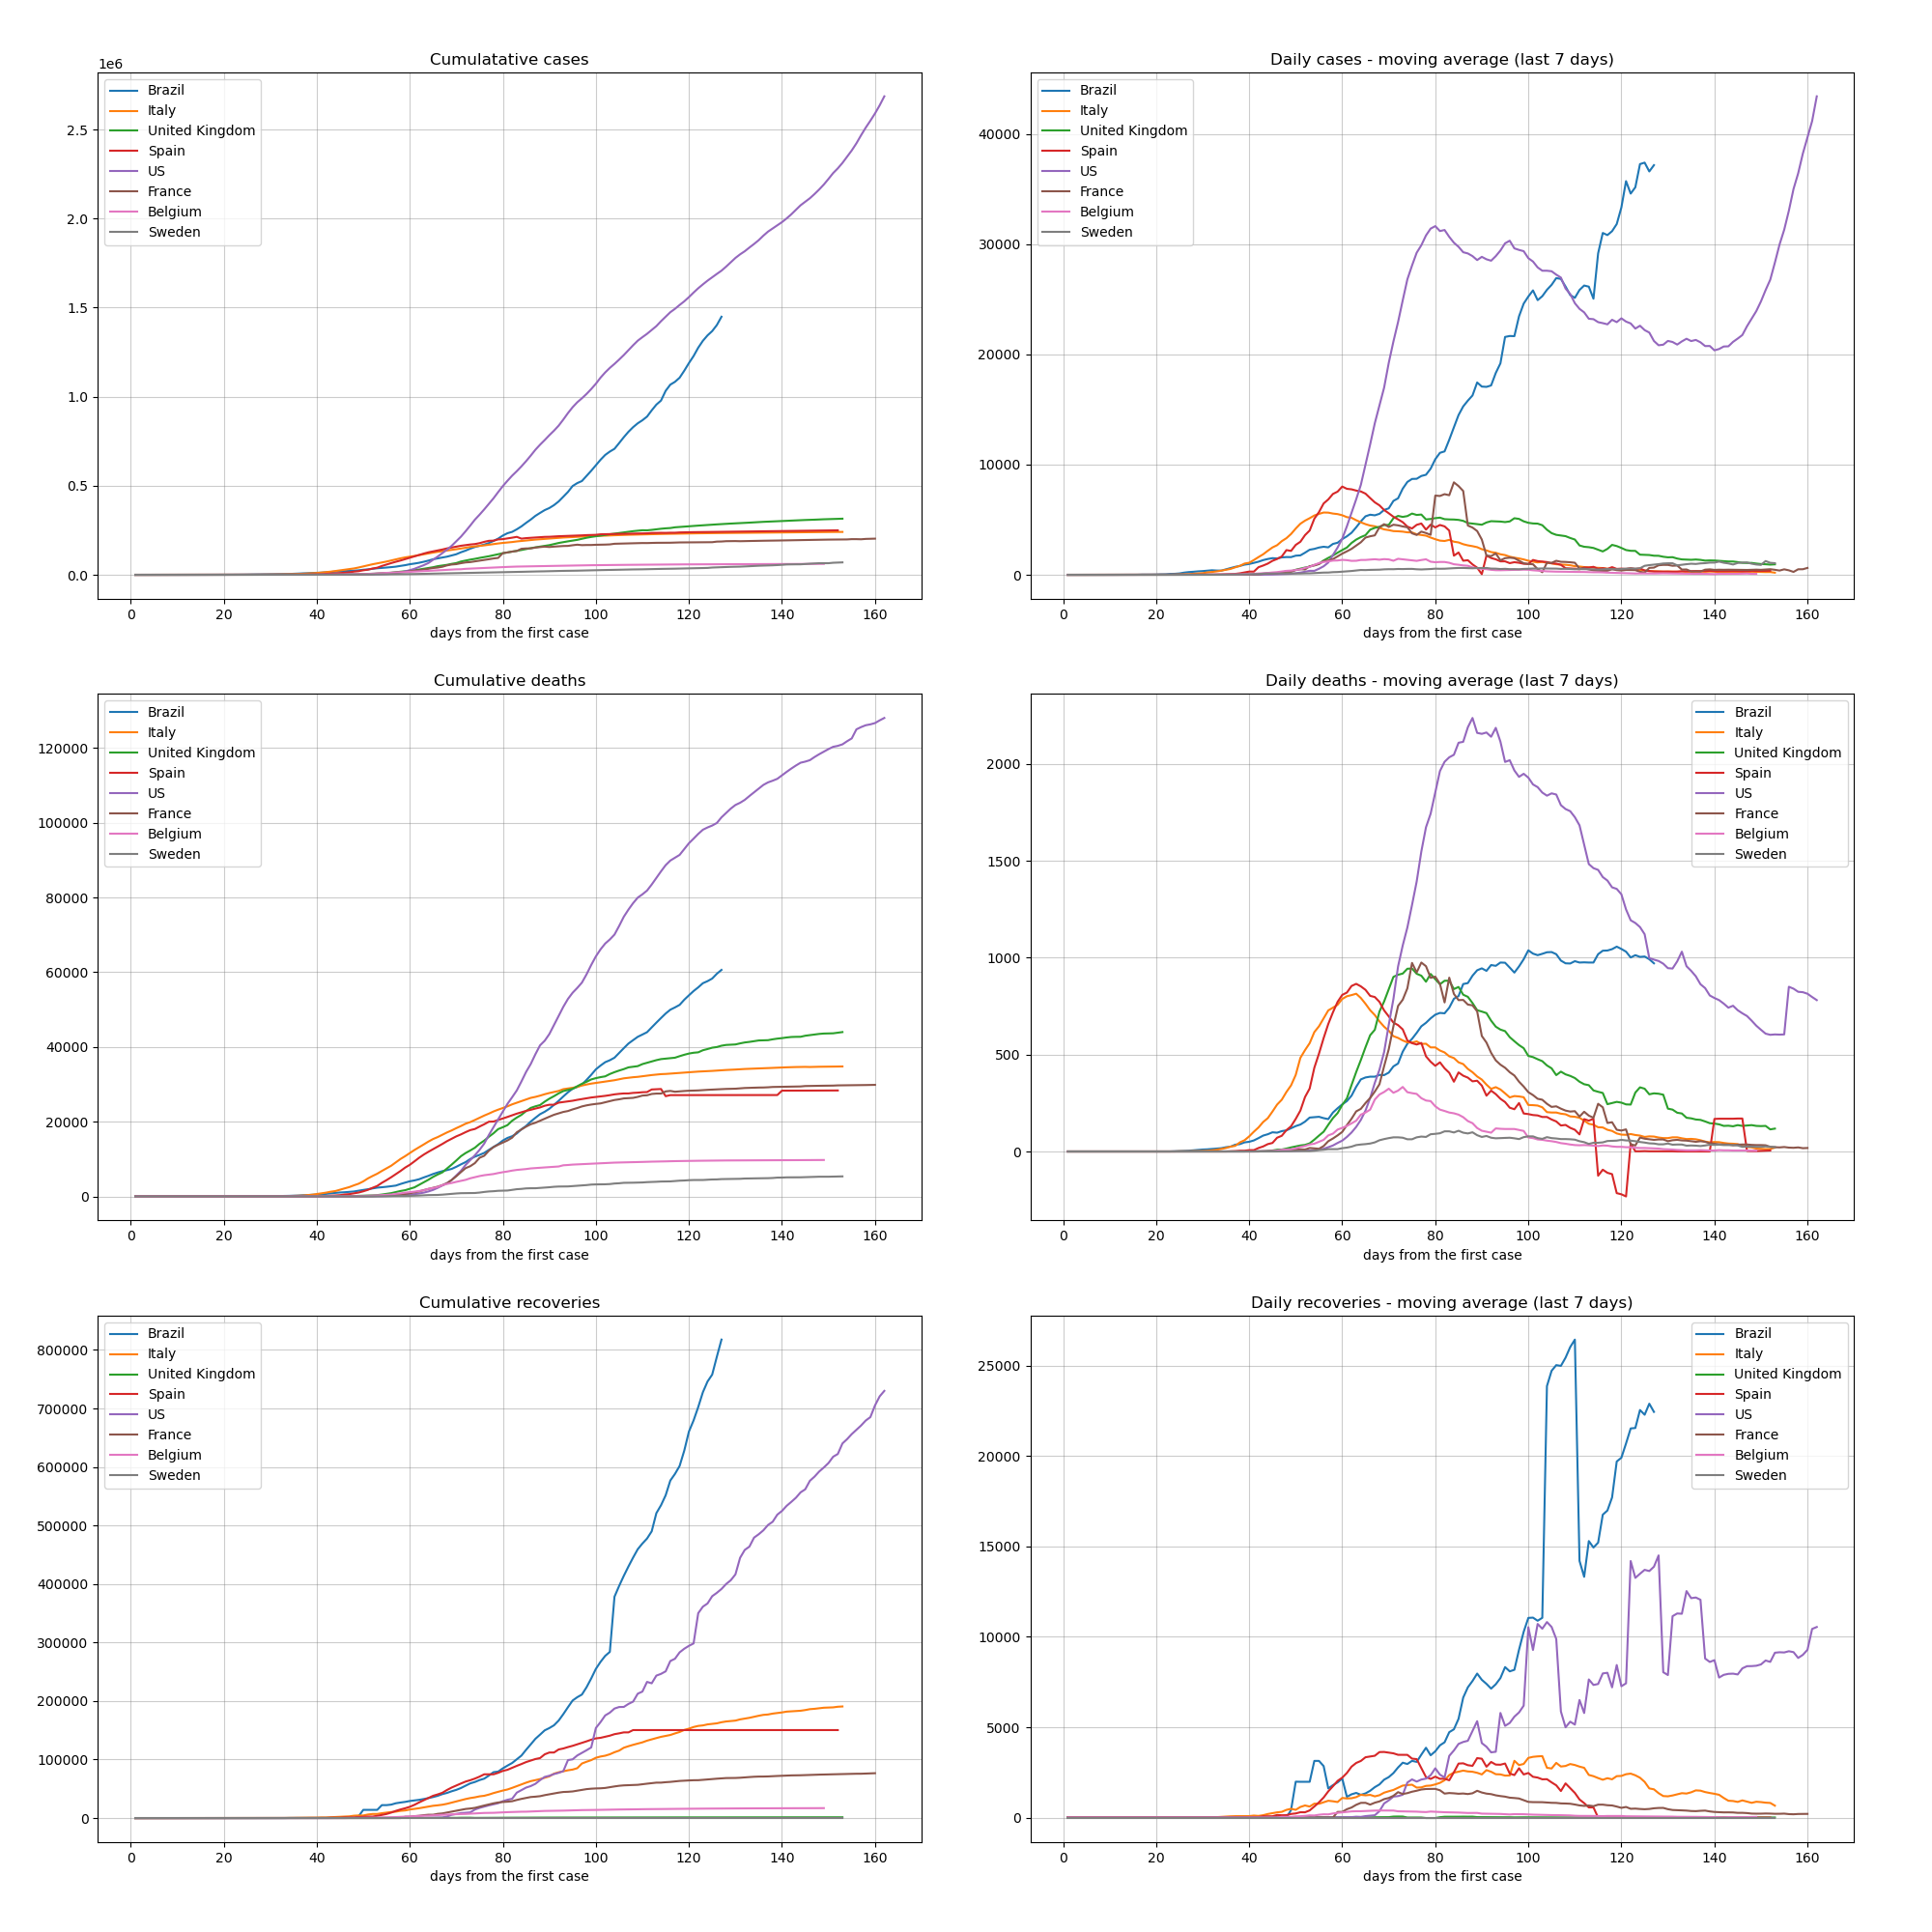 Cumulatative cases
1e6
Brazil
Italy
United Kingdom
Spain
US
France
Belgium
Sweden
2.5
2.0
1.5
1.0
0.5
0.0
0 20 40 60 80 100 120 140 160
days from the first case
Daily cases - moving average (last 7 days)
Brazil
Italy
United Kingdom
Spain
US
France
Belgium
Sweden
40000
30000
20000
10000
0
0 20 40 60 80 100 120 140 160
days from the first case
Cumulative deaths
Brazil
Italy
United Kingdom
Spain
US
France
Belgium
Sweden
120000
100000
80000
60000
40000
20000
0
0 20 40 60 80 100 120 140 160
days from the first case
Daily deaths - moving average (last 7 days)
Brazil
Italy
United Kingdom
Spain
US
France
Belgium
Sweden
2000
1500
1000
500
0
0 20 40 60 80 100 120 140 160
days from the first case
Cumulative recoveries
Brazil
Italy
United Kingdom
Spain
US
France
Belgium
Sweden
800000
700000
600000
500000
400000
300000
200000
100000
0
0 20 40 60 80 100 120 140 160
days from the first case
Daily recoveries - moving average (last 7 days)
Brazil
Italy
United Kingdom
Spain
US
France
Belgium
Sweden
25000
20000
15000
10000
5000
0
0 20 40 60 80 100 120 140 160
days from the first case